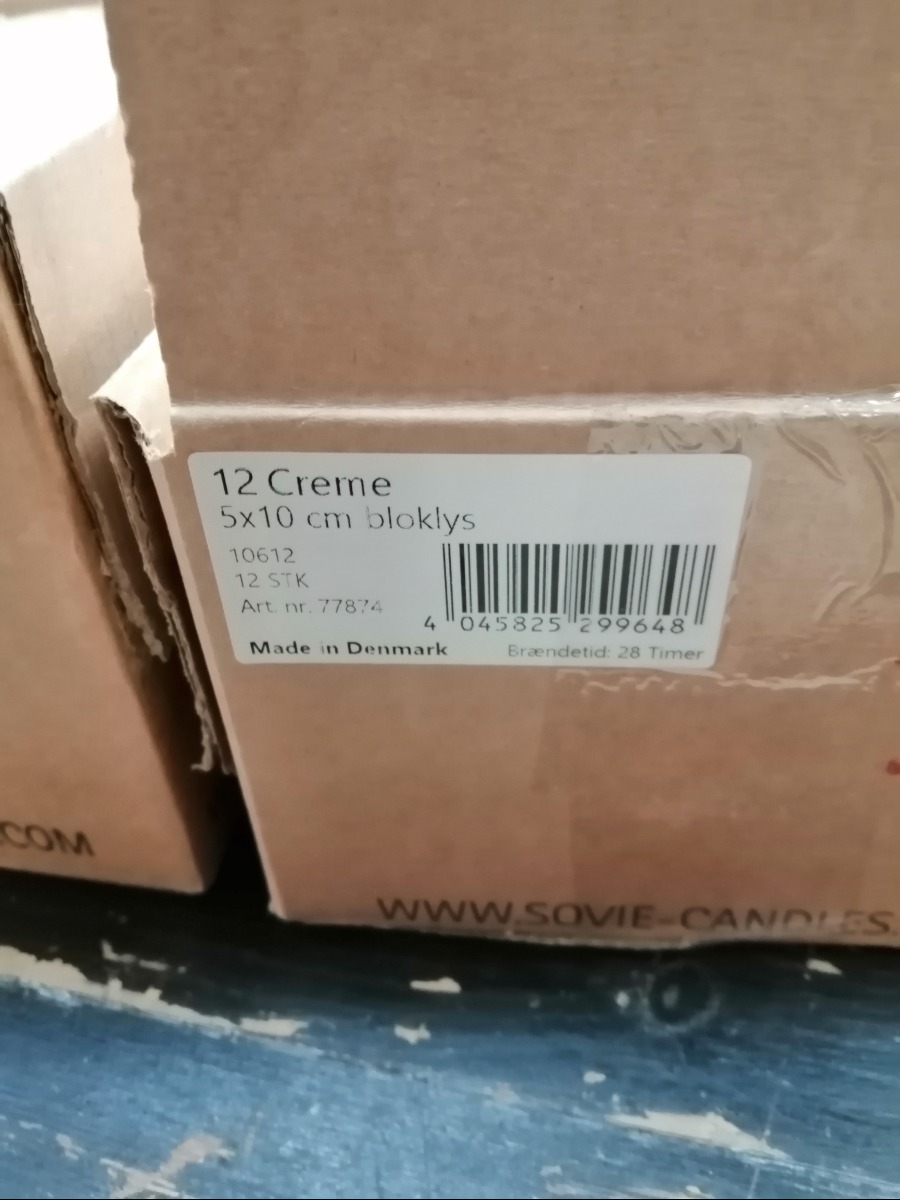 12 Creme
5x10 cm bloklys
10612
12 STK
Art. nr. 77874
4 045825 299648
Made in Denmark
Brændetid: 28 Timer
.COM
WWW.SOVIE-CANDLES.